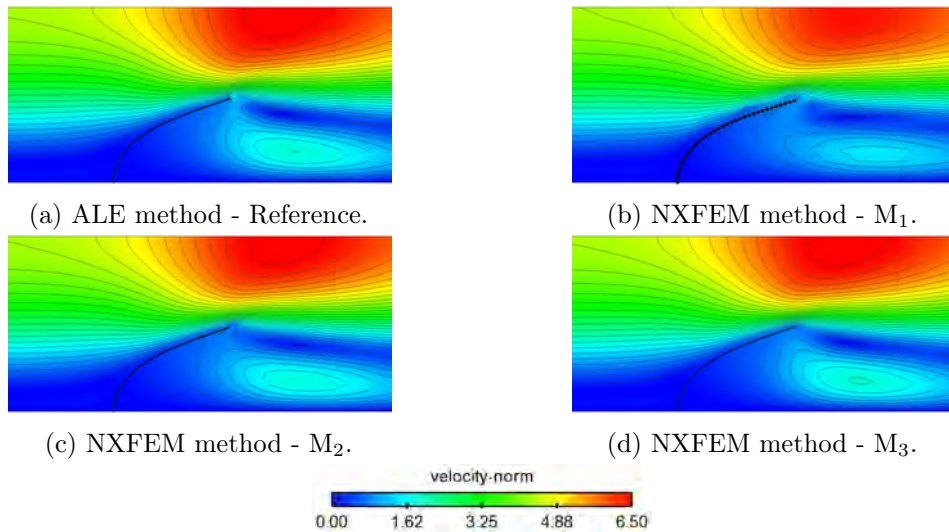 (a) ALE method - Reference.
(b) NXFEM method - M₁.
(c) NXFEM method - M₂.
(d) NXFEM method - M₃.
velocity-norm
0.00 1.62 3.25 4.88 6.50